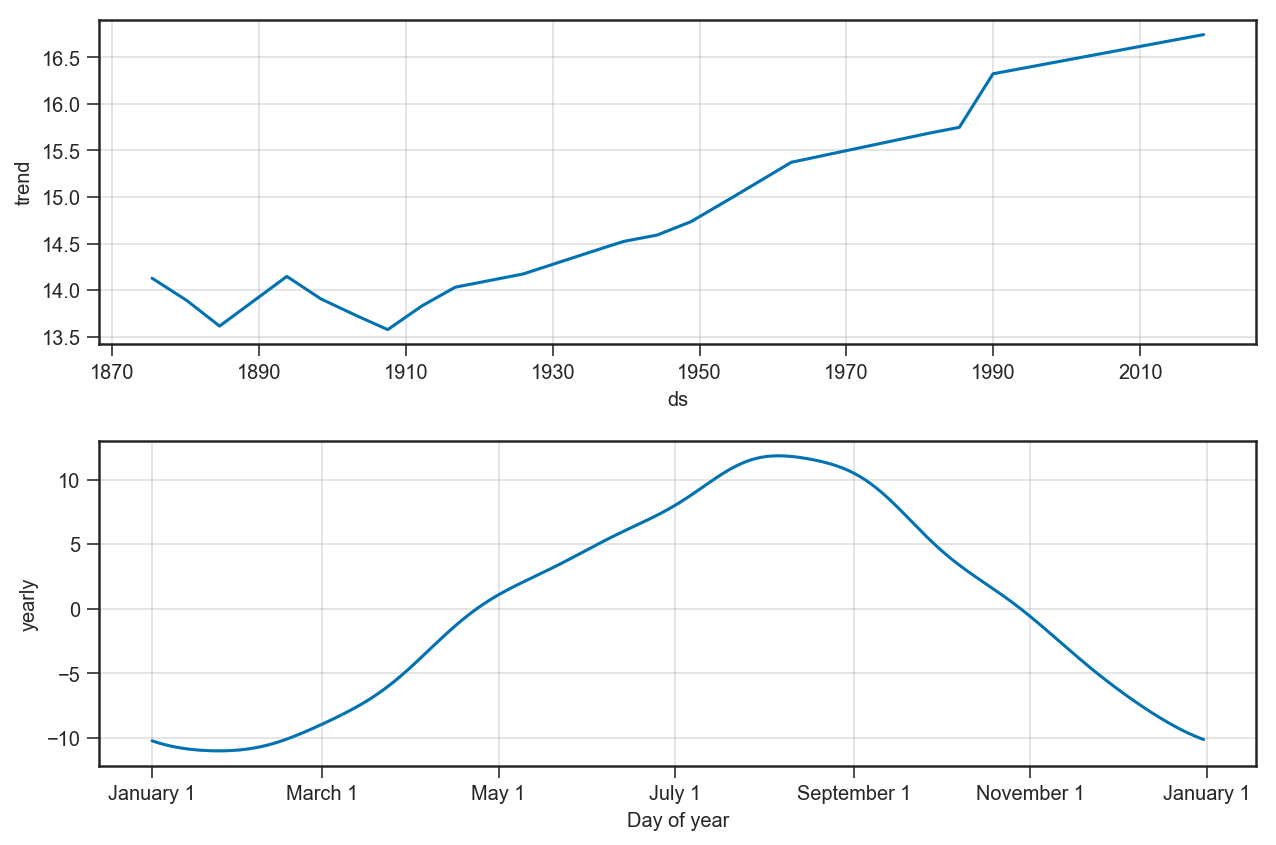 16.5
16.0
15.5
15.0
14.5
14.0
13.5
trend
1870 1890 1910 1930 1950 1970 1990 2010
ds
10
5
0
−5
−10
yearly
January 1 March 1 May 1 July 1 September 1 November 1 January 1
Day of year